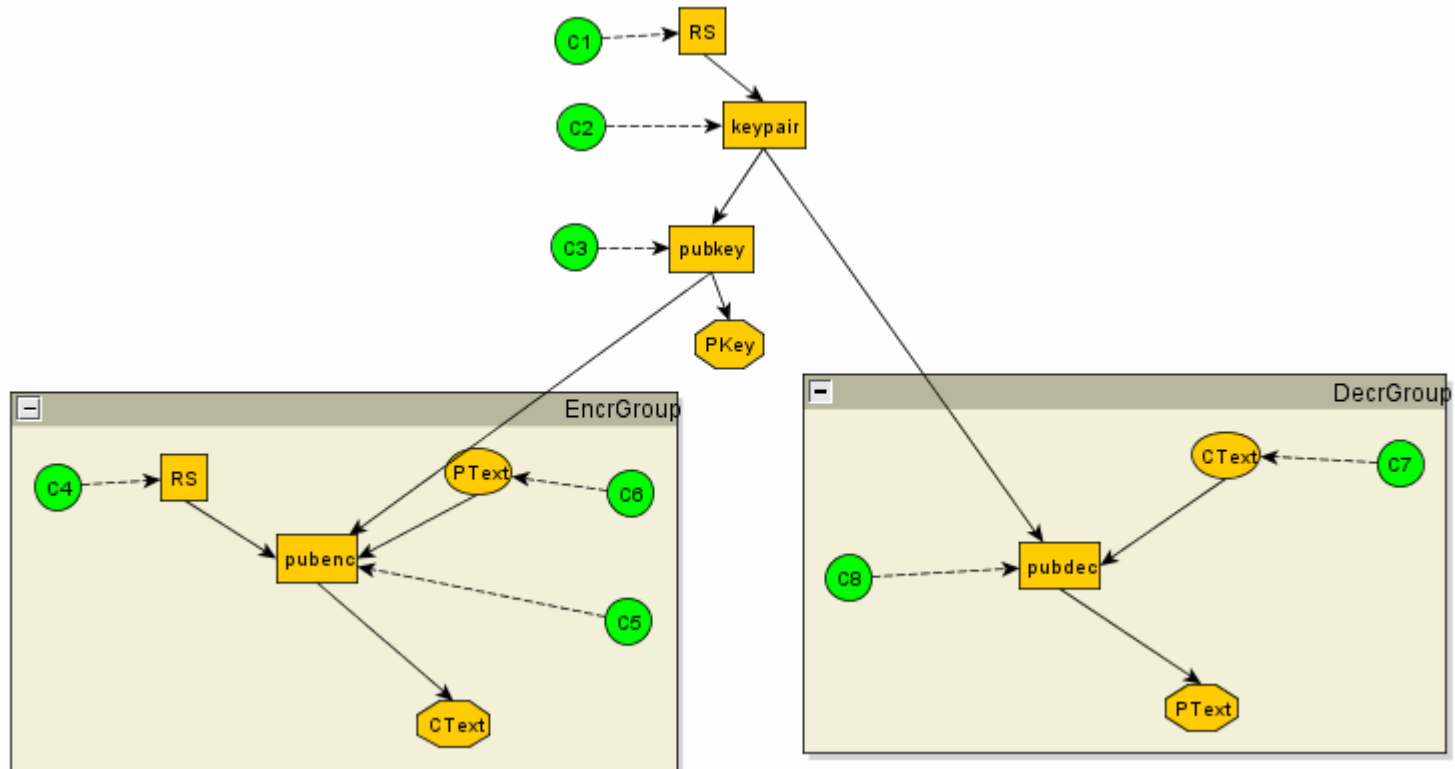 C1
RS
C2
keypair
C3
pubkey
PKey
EncrGroup
DecrGroup
C4
RS
PText
C6
pubenc
C5
CText
CText
C7
C8
pubdec
PText